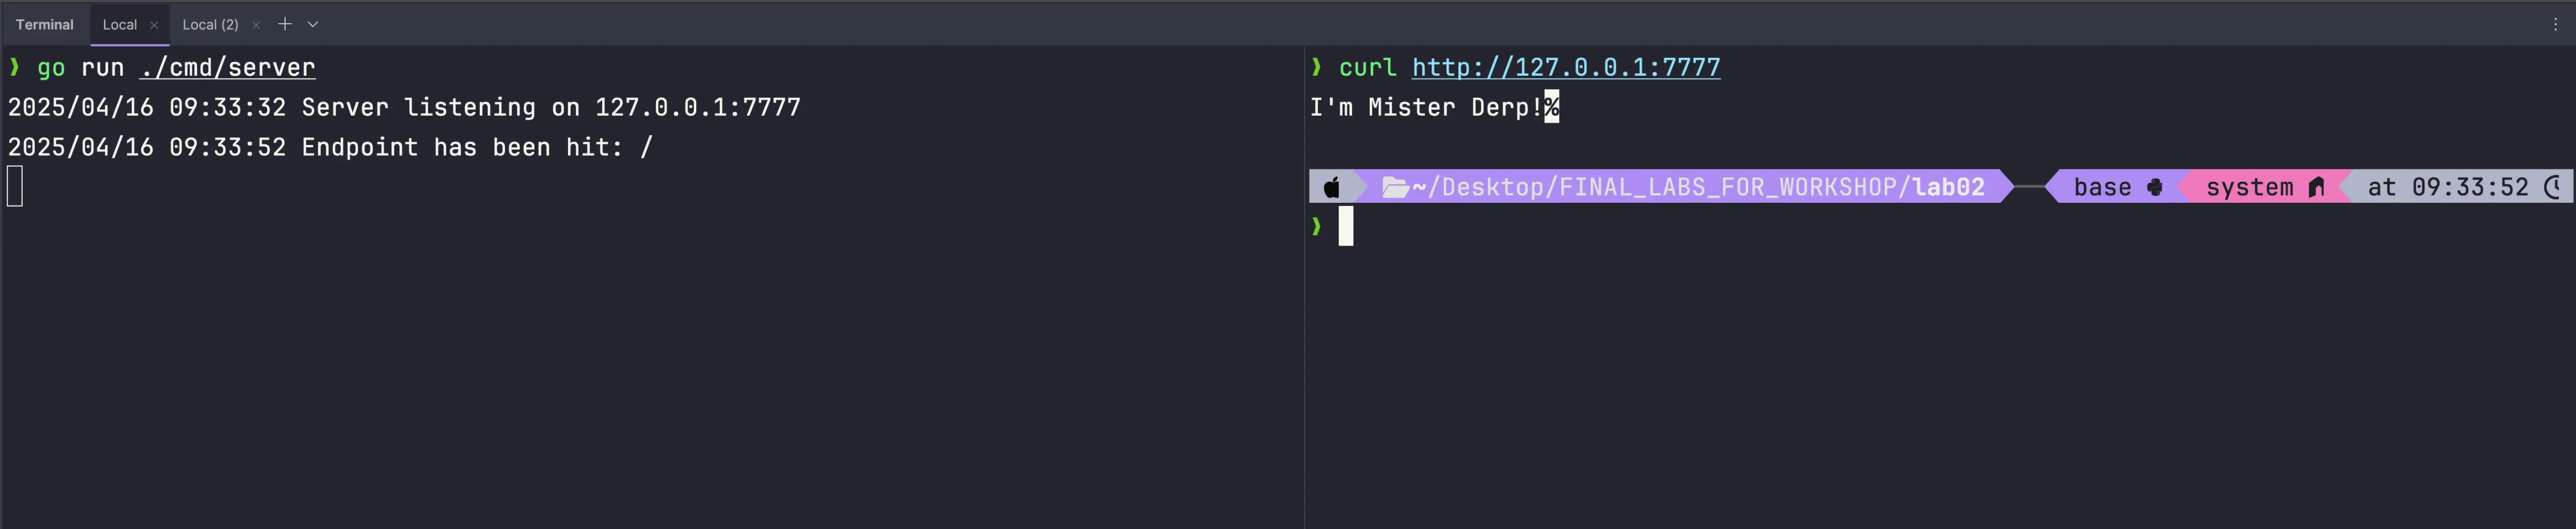 Terminal Local × Local (2) × +
❯ go run ./cmd/server
2025/04/16 09:33:32 Server listening on 127.0.0.1:7777
2025/04/16 09:33:52 Endpoint has been hit: /
❯ curl http://127.0.0.1:7777
I'm Mister Derp!%
~/Desktop/FINAL_LABS_FOR_WORKSHOP/lab02 base system at 09:33:52
❯